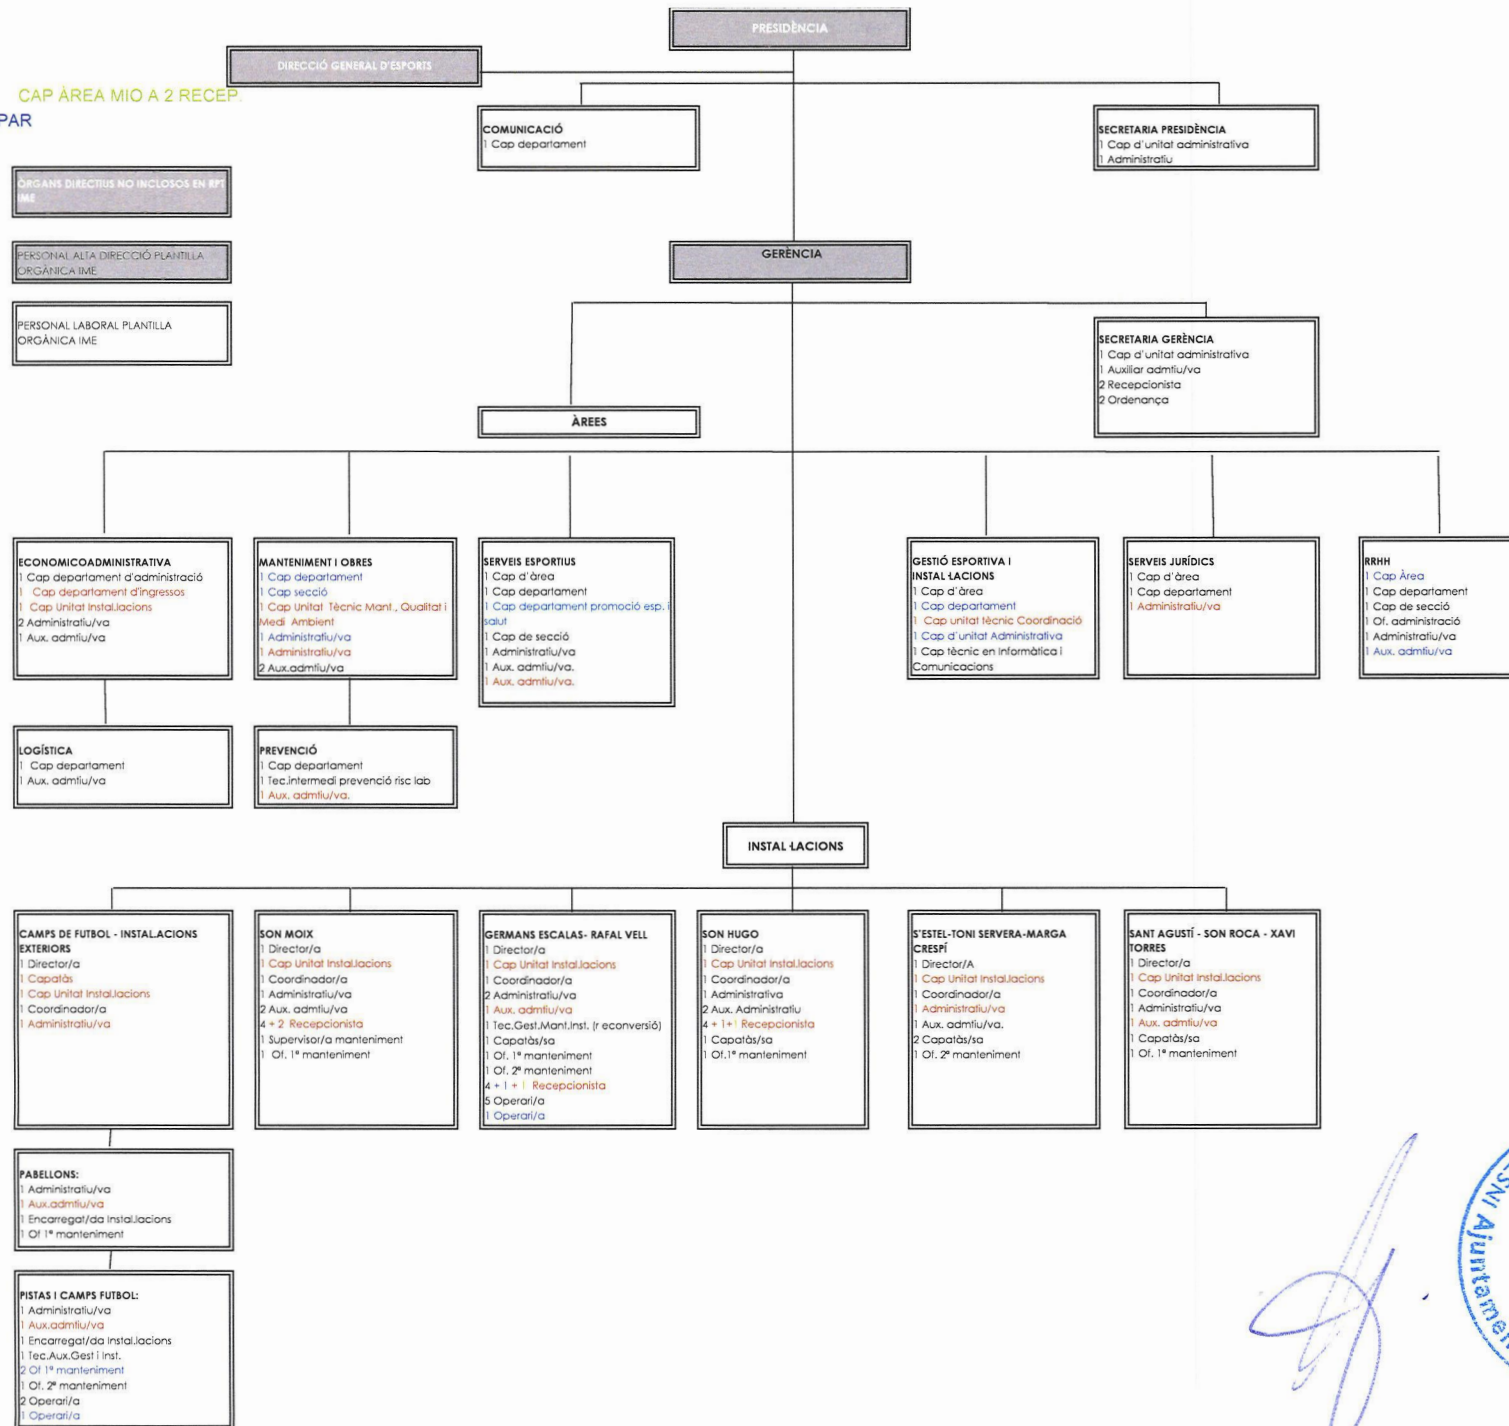 PRESIDÈNCIA
DIRECCIÓ GENERAL D'ESPORTS
CAP ÀREA MIO A 2 RECEP.
PAR
COMUNICACIÓ
1 Cap departament
SECRETARIA PRESIDÈNCIA
1 Cap d'unitat administrativa
1 Administratiu
ÒRGANS DIRECTIUS NO INCLOSOS EN RPT
IME
PERSONAL ALTA DIRECCIÓ PLANTILLA
ORGÀNICA IME
PERSONAL LABORAL PLANTILLA
ORGÀNICA IME
GERÈNCIA
SECRETARIA GERÈNCIA
1 Cap d'unitat administrativa
1 Auxiliar admtiu/va
2 Recepcionista
2 Ordenança
ÀREES
ECONOMICOADMINISTRATIVA
1 Cap departament d'administració
1 Cap departament d'ingressos
1 Cap Unitat Instal.lacions
2 Administratiu/va
1 Aux. admtiu/va
MANTENIMENT I OBRES
1 Cap departament
1 Cap secció
1 Cap Unitat Tècnic Mant., Qualitat i
Medi Ambient
1 Administratiu/va
1 Administratiu/va
2 Aux.admtiu/va
SERVEIS ESPORTIUS
1 Cap d'àrea
1 Cap departament
1 Cap departament promoció esp. i
salut
1 Cap de secció
1 Administratiu/va
1 Aux. admtiu/va.
1 Aux. admtiu/va.
GESTIÓ ESPORTIVA I
INSTAL·LACIONS
1 Cap d'àrea
1 Cap departament
1 Cap unitat tècnic Coordinació
1 Cap d'unitat Administrativa
1 Cap tècnic en Informàtica i
Comunicacions
SERVEIS JURÍDICS
1 Cap d'àrea
1 Cap departament
1 Administratiu/va
RRHH
1 Cap Àrea
1 Cap departament
1 Cap de secció
1 Of. administració
1 Administratiu/va
1 Aux. admtiu/va
LOGÍSTICA
1 Cap departament
1 Aux. admtiu/va
PREVENCIÓ
1 Cap departament
1 Tec.intermedi prevenció risc lab
1 Aux. admtiu/va.
INSTAL·LACIONS
CAMPS DE FUTBOL - INSTAL.ACIONS
EXTERIORS
1 Director/a
1 Capatàs
1 Cap Unitat Instal.lacions
1 Coordinador/a
1 Administratiu/va
SON MOIX
1 Director/a
1 Cap Unitat Instal.lacions
1 Coordinador/a
1 Administratiu/va
2 Aux. admtiu/va
4 + 2 Recepcionista
1 Supervisor/a manteniment
1 Of. 1ª manteniment
GERMANS ESCALAS- RAFAL VELL
1 Director/a
1 Cap Unitat Instal.lacions
1 Coordinador/a
2 Administratiu/va
1 Aux. admtiu/va
1 Tec.Gest.Mant.Inst. (r econversió)
1 Capatàs/sa
1 Of. 1ª manteniment
1 Of. 2ª manteniment
4 + 1 + 1 Recepcionista
5 Operari/a
1 Operari/a
SON HUGO
1 Director/a
1 Cap Unitat Instal.lacions
1 Coordinador/a
1 Administrativa
2 Aux. Administratiu
4 + 1+1 Recepcionista
1 Capatàs/sa
1 Of.1ª manteniment
S'ESTEL-TONI SERVERA-MARGA
CRESPÍ
1 Director/A
1 Cap Unitat Instal.lacions
1 Coordinador/a
1 Administratiu/va
1 Aux. admtiu/va.
2 Capatàs/sa
1 Of. 2ª manteniment
SANT AGUSTÍ - SON ROCA - XAVI
TORRES
1 Director/a
1 Cap Unitat Instal.lacions
1 Coordinador/a
1 Administratiu/va
1 Aux. admtiu/va
1 Capatàs/sa
1 Of. 1ª manteniment
PABELLONS:
1 Administratiu/va
1 Aux.admtiu/va
1 Encarregat/da Instal.lacions
1 Of 1ª manteniment
PISTAS I CAMPS FUTBOL:
1 Administratiu/va
1 Aux.admtiu/va
1 Encarregat/da Instal.lacions
1 Tec.Aux.Gest i Inst.
2 Of 1ª manteniment
1 Of. 2ª manteniment
2 Operari/a
1 Operari/a